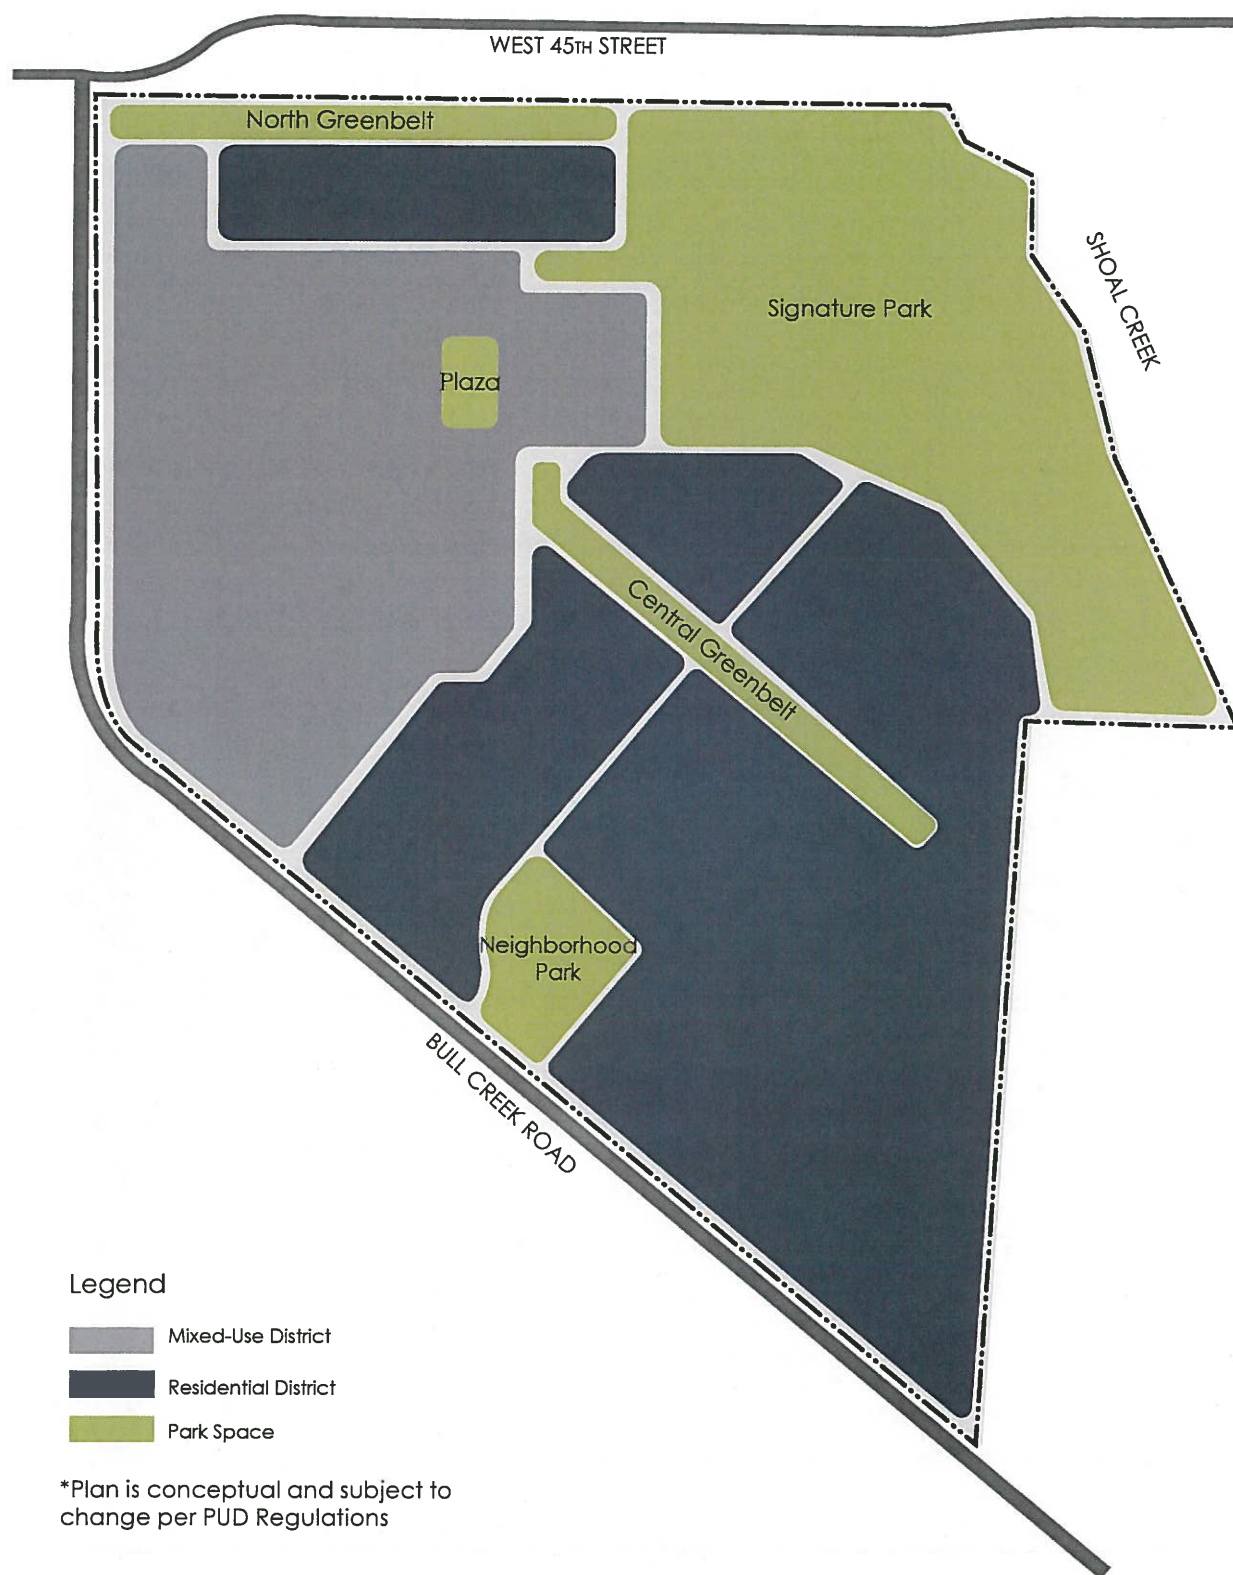 WEST 45TH STREET
North Greenbelt
SHOAL CREEK
Signature Park
Plaza
Central Greenbelt
Neighborhood
Park
BULL CREEK ROAD
Legend
Mixed-Use District
Residential District
Park Space
*Plan is conceptual and subject to
change per PUD Regulations